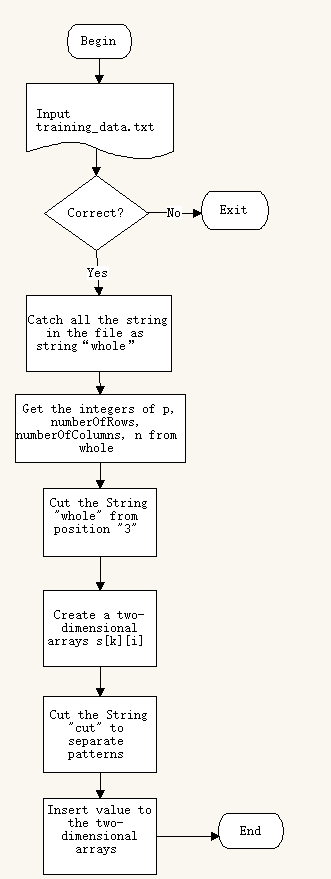 Begin
Input
training_data.txt
Correct?
No
Exit
Yes
Catch all the string
in the file as
string “whole”
Get the integers of p,
numberOfRows,
numberOfColumns, n from
whole
Cut the String
"whole" from
position "3"
Create a two-
dimensional
arrays s[k][i]
Cut the String
"cut" to
separate
patterns
Insert value to
the two-
dimensional
arrays
End